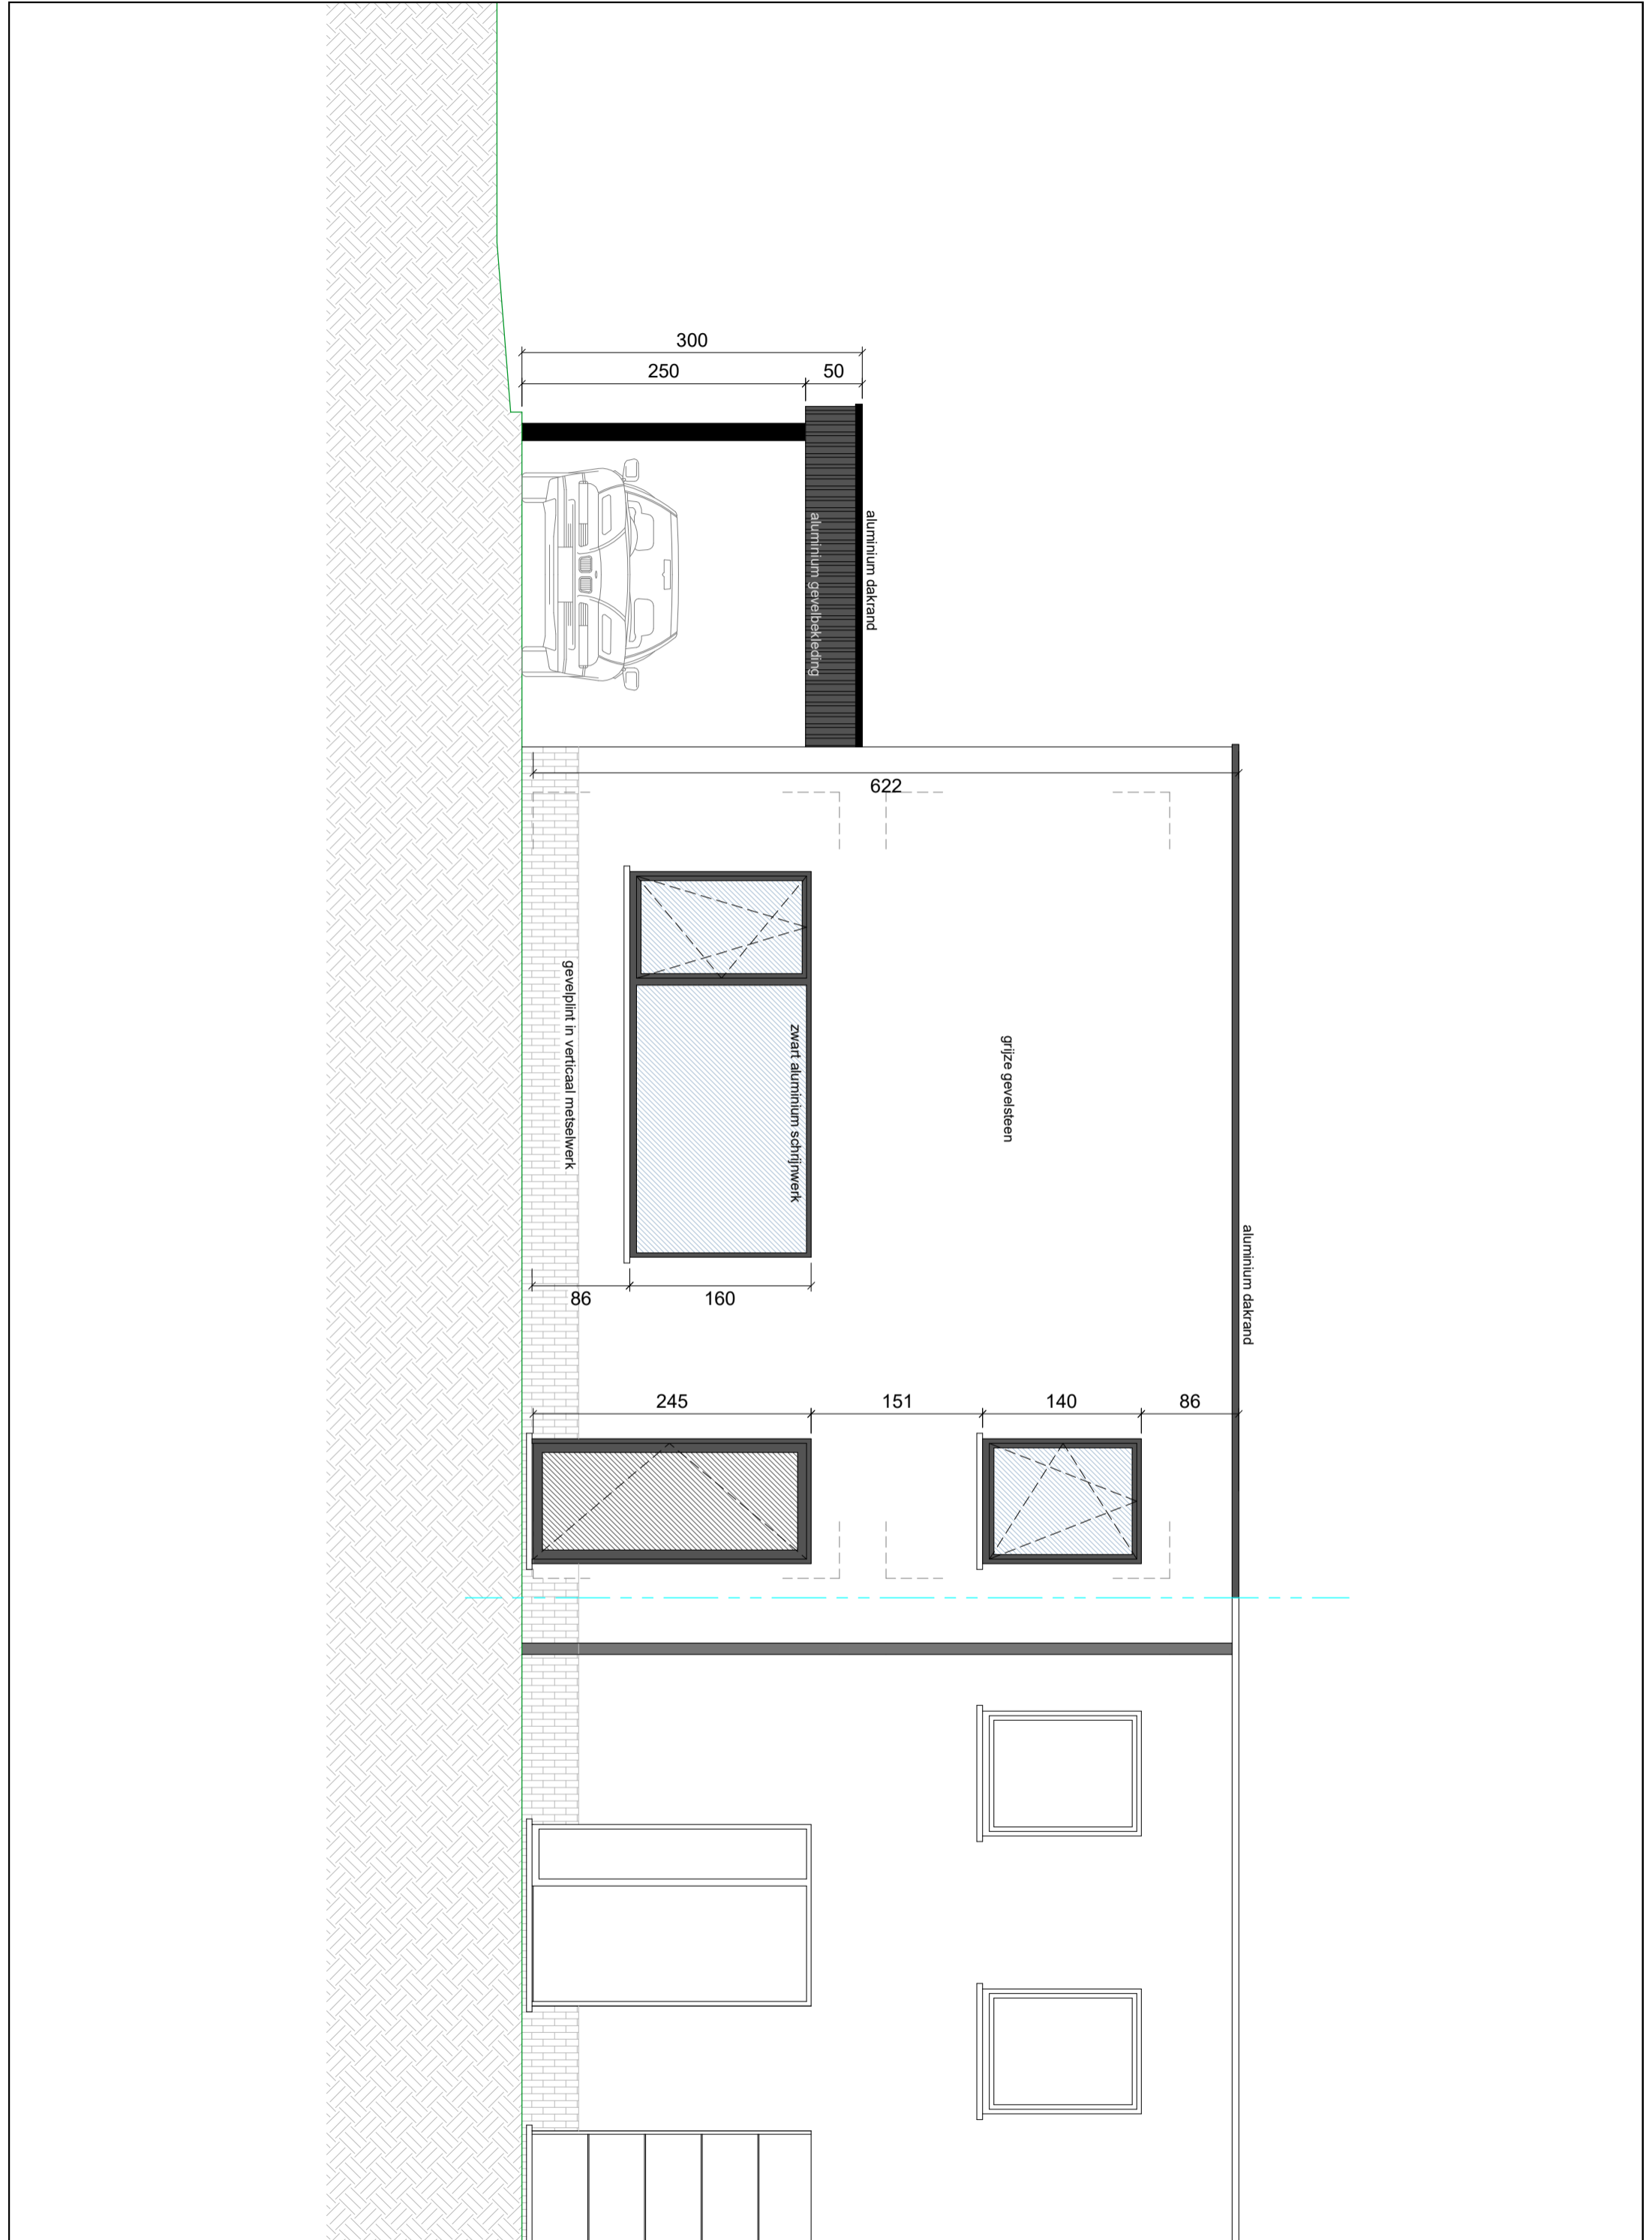 300
250
50
aluminium dakrand
aluminium gevelbekleding
622
gevelplint in verticaal metselwerk
zwart aluminium schrijnwerk
grijze gevelsteen
aluminium dakrand
86
160
245
151
140
86